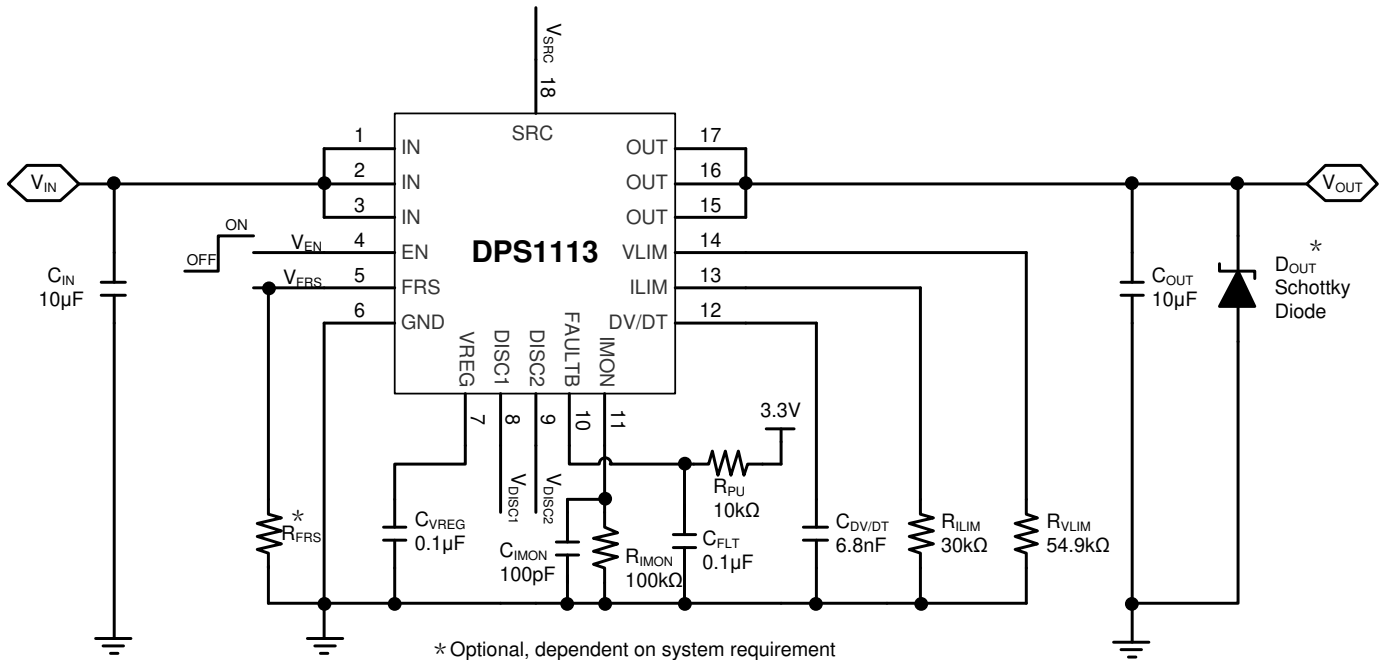 VSRC
18
SRC
1
IN
2
IN
3
IN
4
EN
5
FRS
6
GND
OUT
17
OUT
16
OUT
15
VLIM
14
ILIM
13
DV/DT
12
DPS1113
VIN
VOUT
ON
OFF
VEN
VFRS
CIN
10µF
COUT
10µF
*
DOUT
Schottky
Diode
VREG
DISC1
DISC2
FAULTB
IMON
7
8
9
10
11
3.3V
VDISC1
VDISC2
RPU
10kΩ
*
RFRS
CVREG
0.1µF
CIMON
100pF
RIMON
100kΩ
CFLT
0.1µF
CDV/DT
6.8nF
RILIM
30kΩ
RVLIM
54.9kΩ
* Optional, dependent on system requirement